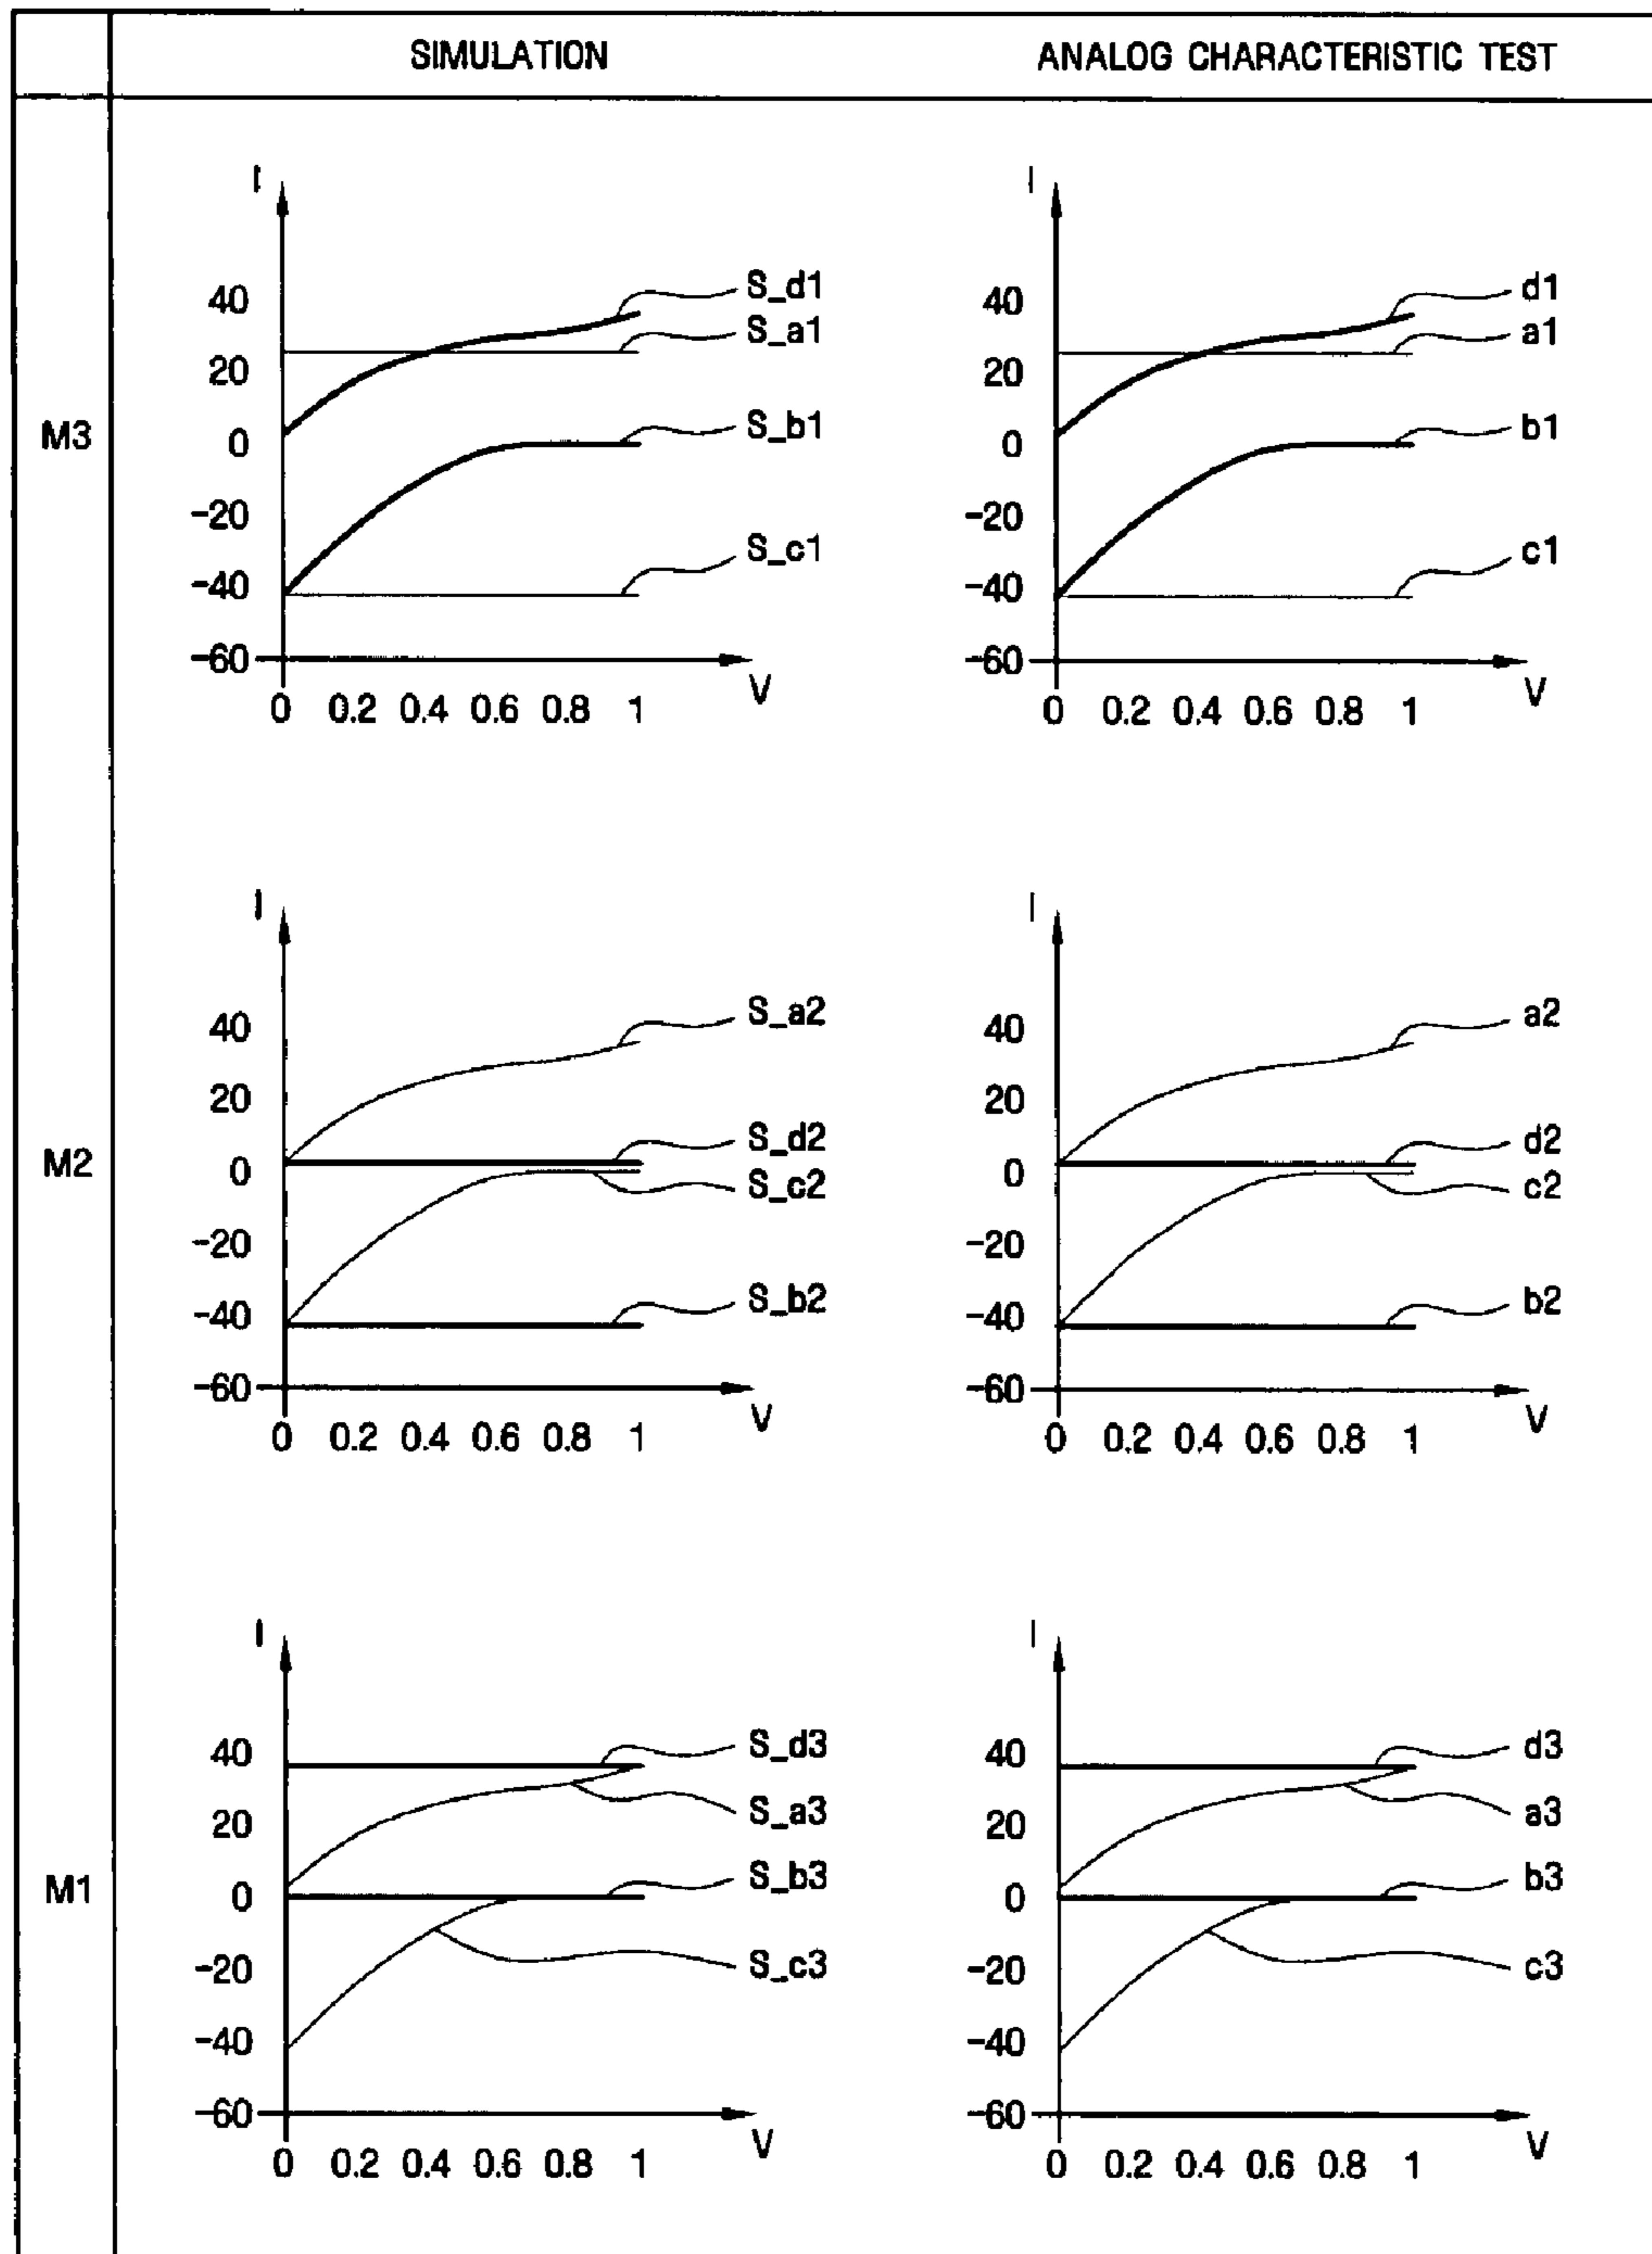 SIMULATION ANALOG CHARACTERISTIC TEST
M3
I
40
20
0
-20
-40
-60
S_d1
S_a1
S_b1
S_c1
0 0.2 0.4 0.6 0.8 1 V
I
40
20
0
-20
-40
-60
d1
a1
b1
c1
0 0.2 0.4 0.6 0.8 1 V
M2
I
40
20
0
-20
-40
-60
S_a2
S_d2
S_c2
S_b2
0 0.2 0.4 0.6 0.8 1 V
I
40
20
0
-20
-40
-60
a2
d2
c2
b2
0 0.2 0.4 0.6 0.8 1 V
M1
I
40
20
0
-20
-40
-60
S_d3
S_a3
S_b3
S_c3
0 0.2 0.4 0.6 0.8 1 V
I
40
20
0
-20
-40
-60
d3
a3
b3
c3
0 0.2 0.4 0.6 0.8 1 V